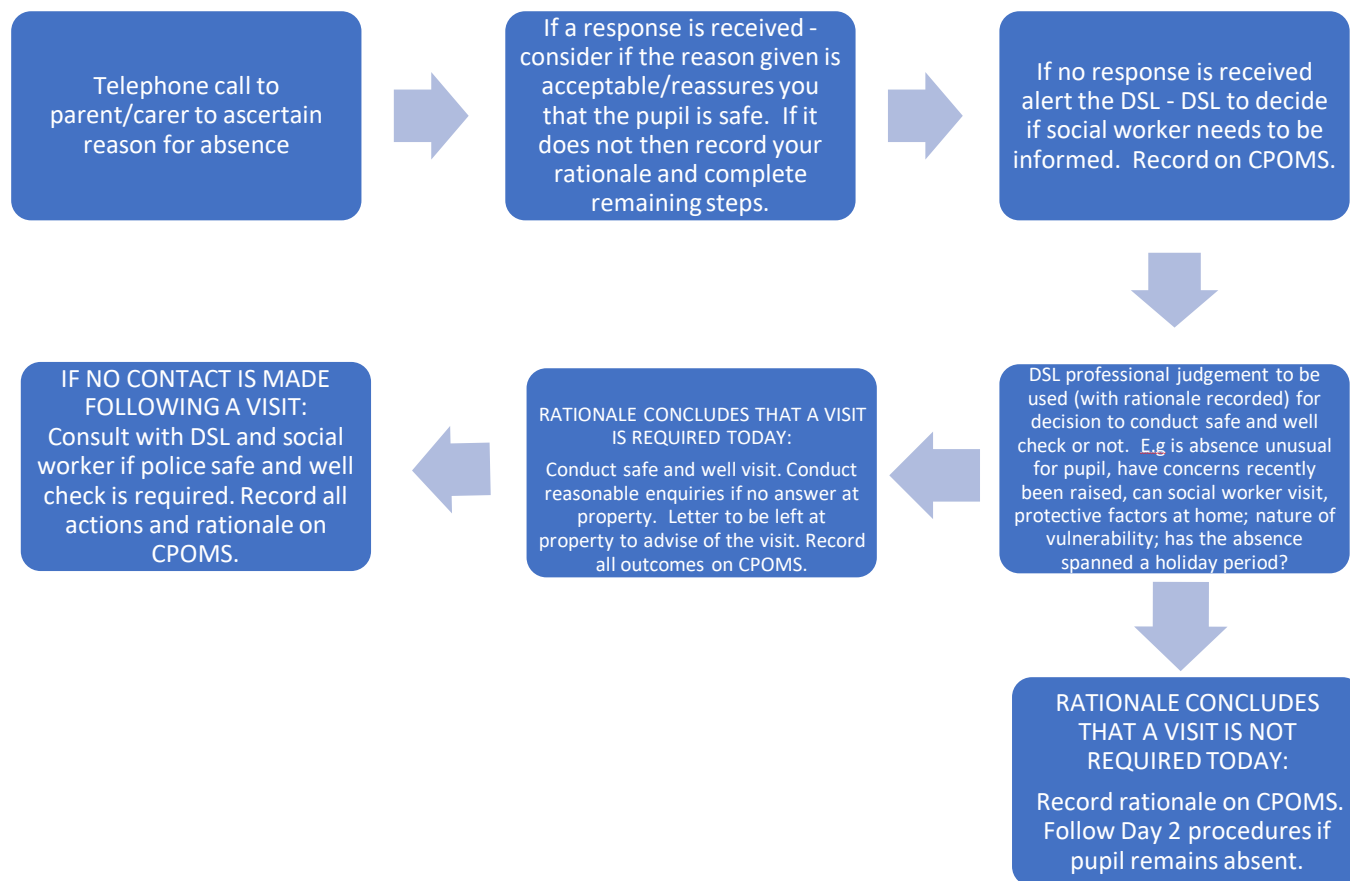 Telephone call to
parent/carer to ascertain
reason for absence
If a response is received -
consider if the reason given is
acceptable/reassures you
that the pupil is safe.  If it
does not then record your
rationale and complete
remaining steps.
If no response is received
alert the DSL - DSL to decide
if social worker needs to be
informed.  Record on CPOMS.
DSL professional judgement to be
used (with rationale recorded) for
decision to conduct safe and well
check or not.  E.g is absence unusual
for pupil, have concerns recently
been raised, can social worker visit,
protective factors at home; nature of
vulnerability; has the absence
spanned a holiday period?
RATIONALE CONCLUDES THAT A VISIT
IS REQUIRED TODAY:
Conduct safe and well visit. Conduct
reasonable enquiries if no answer at
property.  Letter to be left at
property to advise of the visit. Record
all outcomes on CPOMS.
IF NO CONTACT IS MADE
FOLLOWING A VISIT:
Consult with DSL and social
worker if police safe and well
check is required. Record all
actions and rationale on
CPOMS.
RATIONALE CONCLUDES
THAT A VISIT IS NOT
REQUIRED TODAY:
Record rationale on CPOMS.
Follow Day 2 procedures if
pupil remains absent.